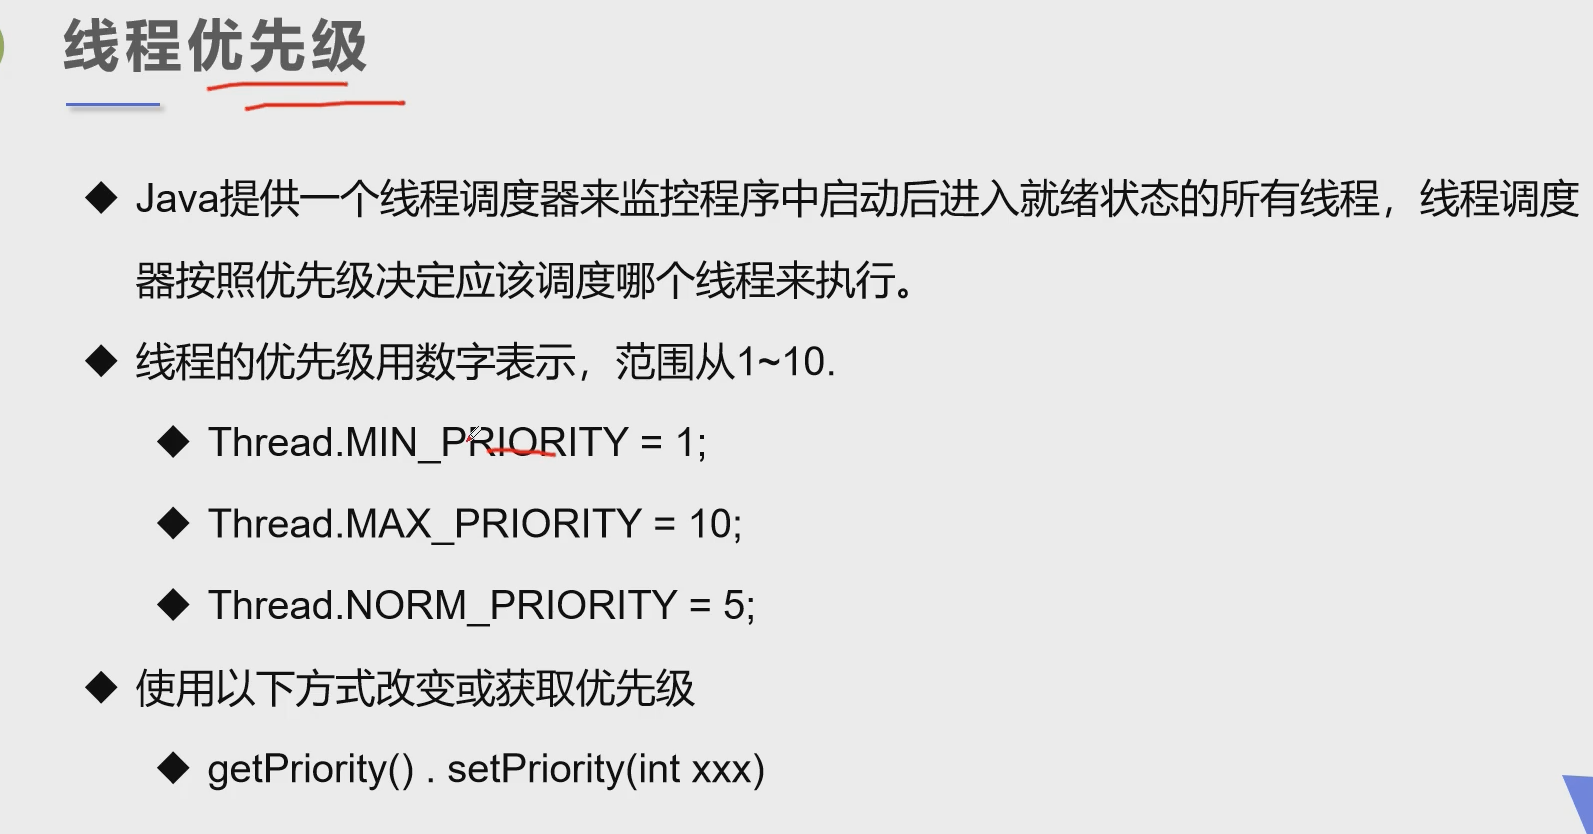 线程优先级
Java提供一个线程调度器来监控程序中启动后进入就绪状态的所有线程，线程调度
器按照优先级决定应该调度哪个线程来执行。
线程的优先级用数字表示，范围从1~10.
Thread.MIN_PRIORITY = 1;
Thread.MAX_PRIORITY = 10;
Thread.NORM_PRIORITY = 5;
使用以下方式改变或获取优先级
getPriority() . setPriority(int xxx)